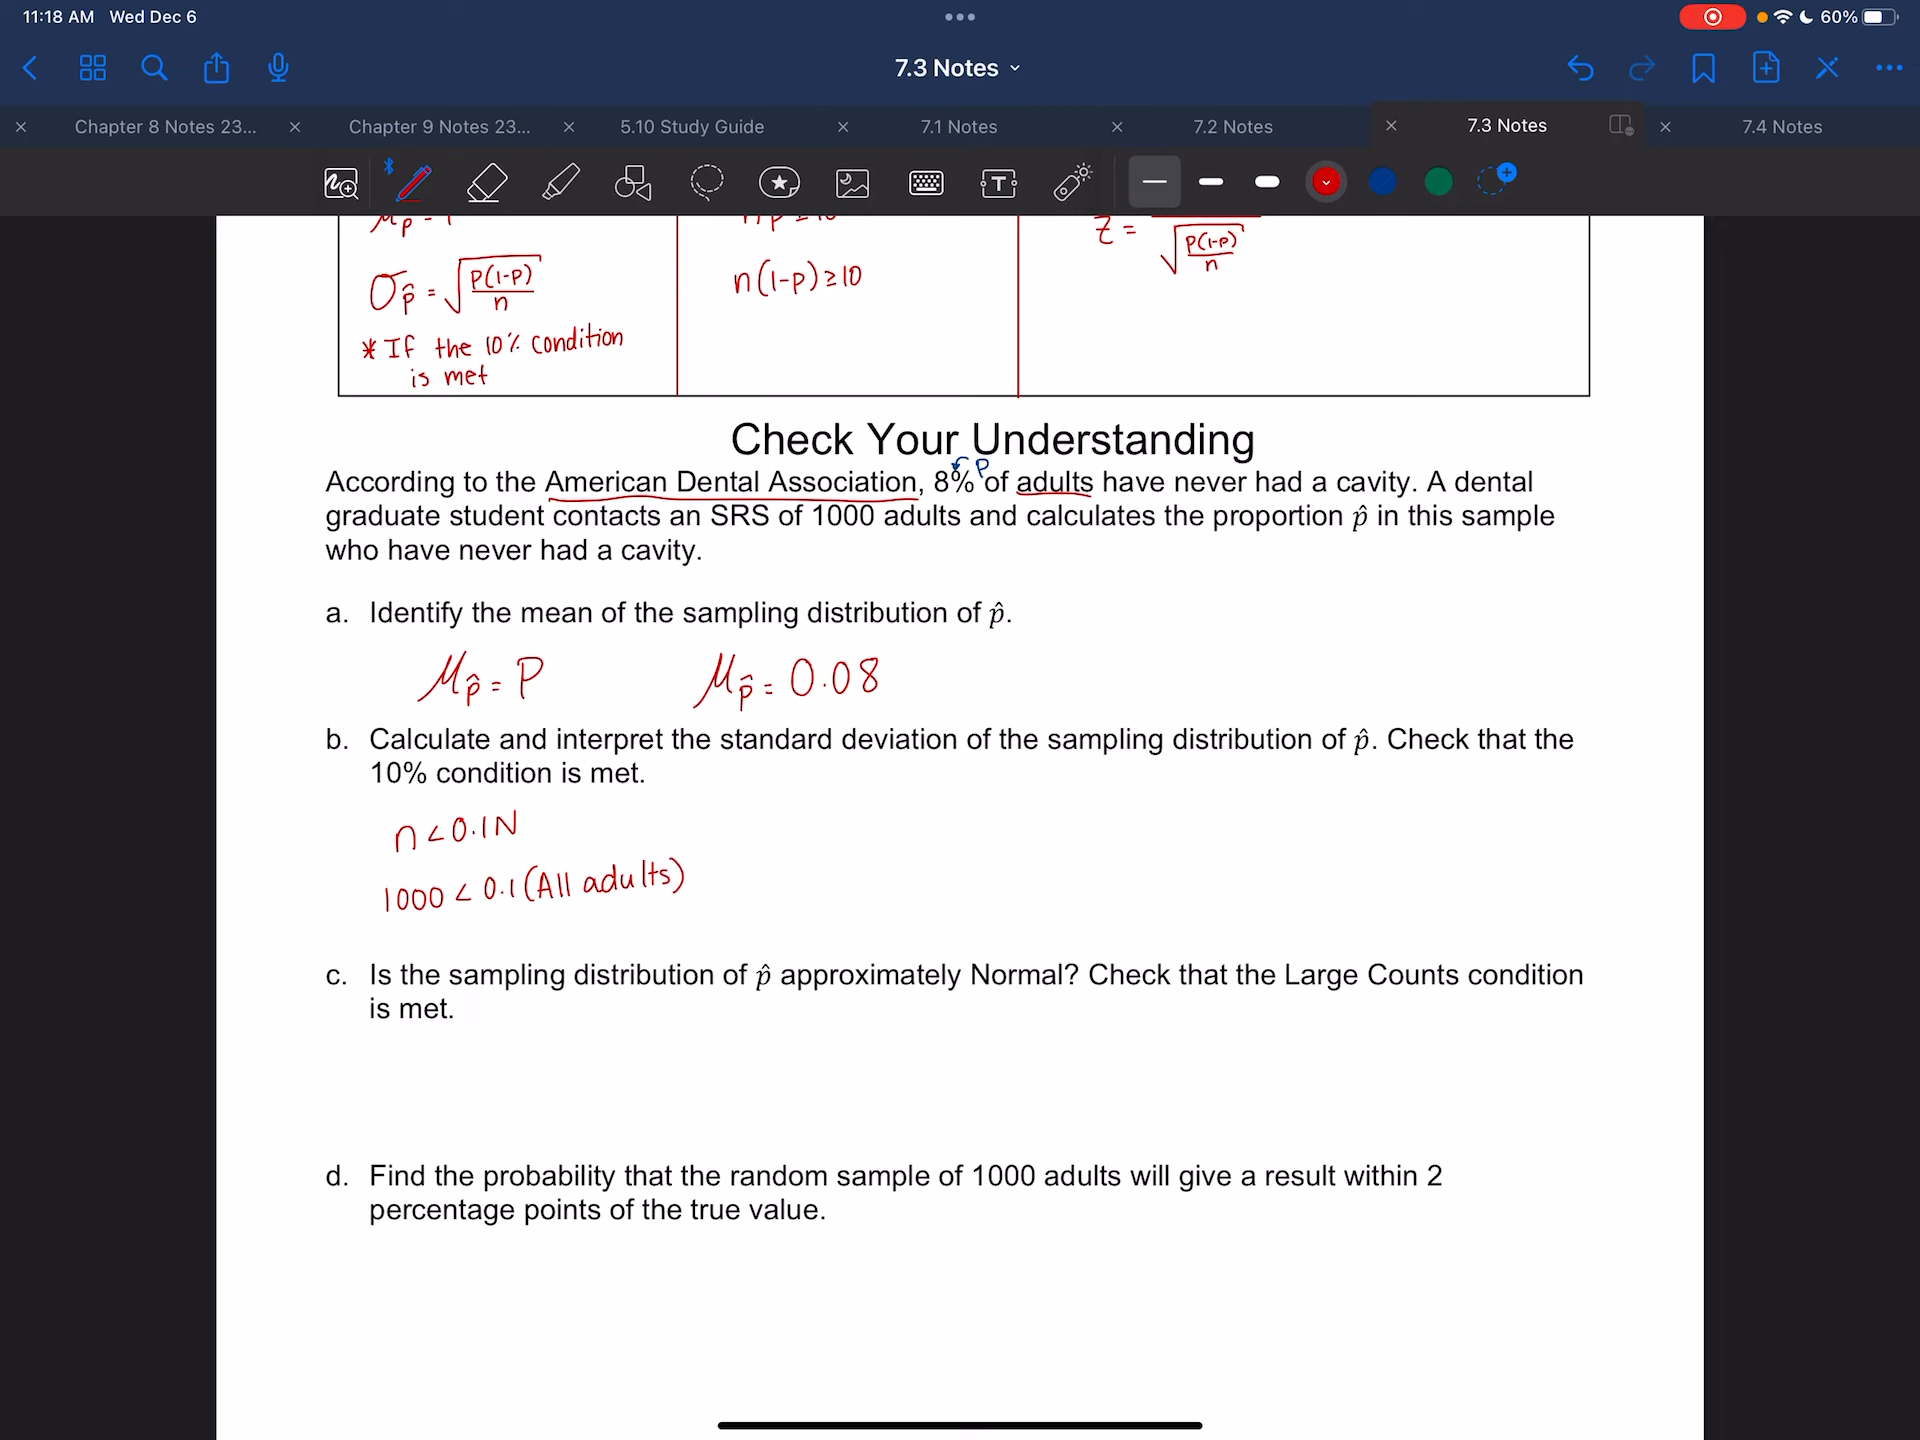 11:18 AM Wed Dec 6
60%
7.3 Notes
Chapter 8 Notes 23...
Chapter 9 Notes 23...
5.10 Study Guide
7.1 Notes
7.2 Notes
7.3 Notes
7.4 Notes
σp̂ = √(p(1-p)/n)
* If the 10% condition
is met
n(1-p) ≥ 10
z =
√(p(1-p)/n)
Check Your Understanding
p
According to the American Dental Association, 8% of adults have never had a cavity. A dental
graduate student contacts an SRS of 1000 adults and calculates the proportion p̂ in this sample
who have never had a cavity.
a. Identify the mean of the sampling distribution of p̂.
μp̂ = P μp̂ = 0.08
b. Calculate and interpret the standard deviation of the sampling distribution of p̂. Check that the
10% condition is met.
n < 0.1N
1000 < 0.1 (All adults)
c. Is the sampling distribution of p̂ approximately Normal? Check that the Large Counts condition
is met.
d. Find the probability that the random sample of 1000 adults will give a result within 2
percentage points of the true value.